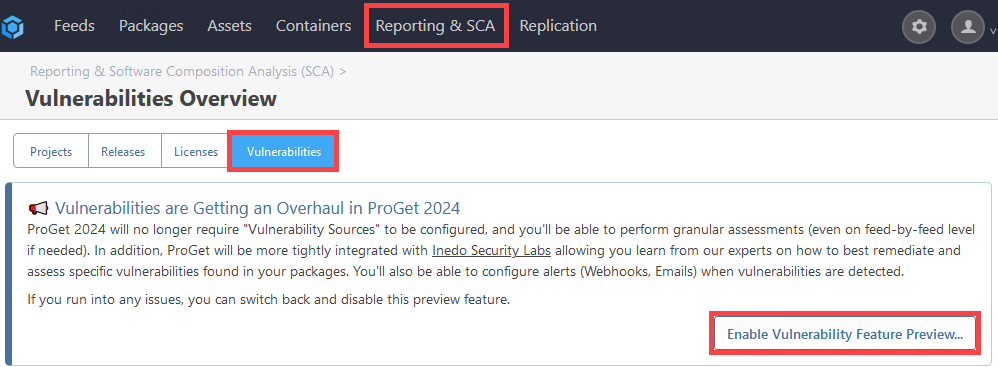 Feeds Packages Assets Containers Reporting & SCA Replication
Reporting & Software Composition Analysis (SCA) >
Vulnerabilities Overview
Projects Releases Licenses Vulnerabilities
Vulnerabilities are Getting an Overhaul in ProGet 2024
ProGet 2024 will no longer require "Vulnerability Sources" to be configured, and you'll be able to perform granular assessments (even on feed-by-feed level
if needed). In addition, ProGet will be more tightly integrated with Inedo Security Labs allowing you learn from our experts on how to best remediate and
assess specific vulnerabilities found in your packages. You'll also be able to configure alerts (Webhooks, Emails) when vulnerabilities are detected.
If you run into any issues, you can switch back and disable this preview feature.
Enable Vulnerability Feature Preview...